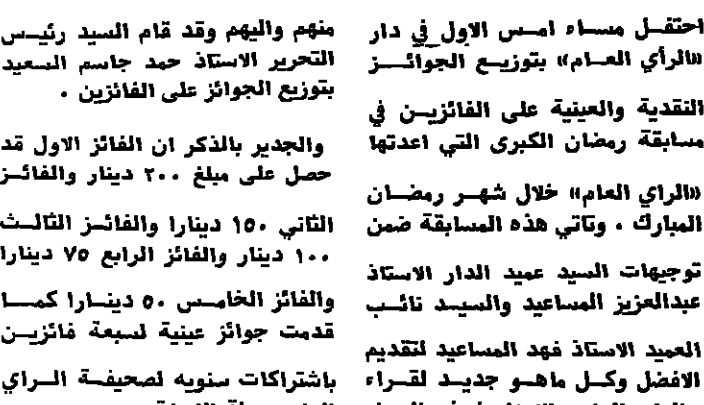 احتفل مساء امس الاول في دار
«الرأي العام» بتوزيع الجوائز
النقدية والعينية على الفائزين في
مسابقة رمضان الكبرى التي اعدتها
«الراي العام» خلال شهر رمضان
المبارك . وتاتي هذه المسابقة ضمن
توجيهات السيد عميد الدار الاستاذ
عبدالعزيز المساعيد والسيد نائب
العميد الاستاذ فهد المساعيد لتقديم
الافضل وكل ماهو جديد لقراء
منهم واليهم وقد قام السيد رئيس
التحرير الاستاذ حمد جاسم السعيد
بتوزيع الجوائز على الفائزين .
والجدير بالذكر ان الفائز الاول قد
حصل على مبلغ ٢٠٠ دينار والفائز
الثاني ١٥٠ دينارا والفائز الثالث
١٠٠ دينار والفائز الرابع ٧٥ دينارا
والفائز الخامس ٥٠ دينارا كما
قدمت جوائز عينية لسبعة فائزين
باشتراكات سنويه لصحيفة الراي